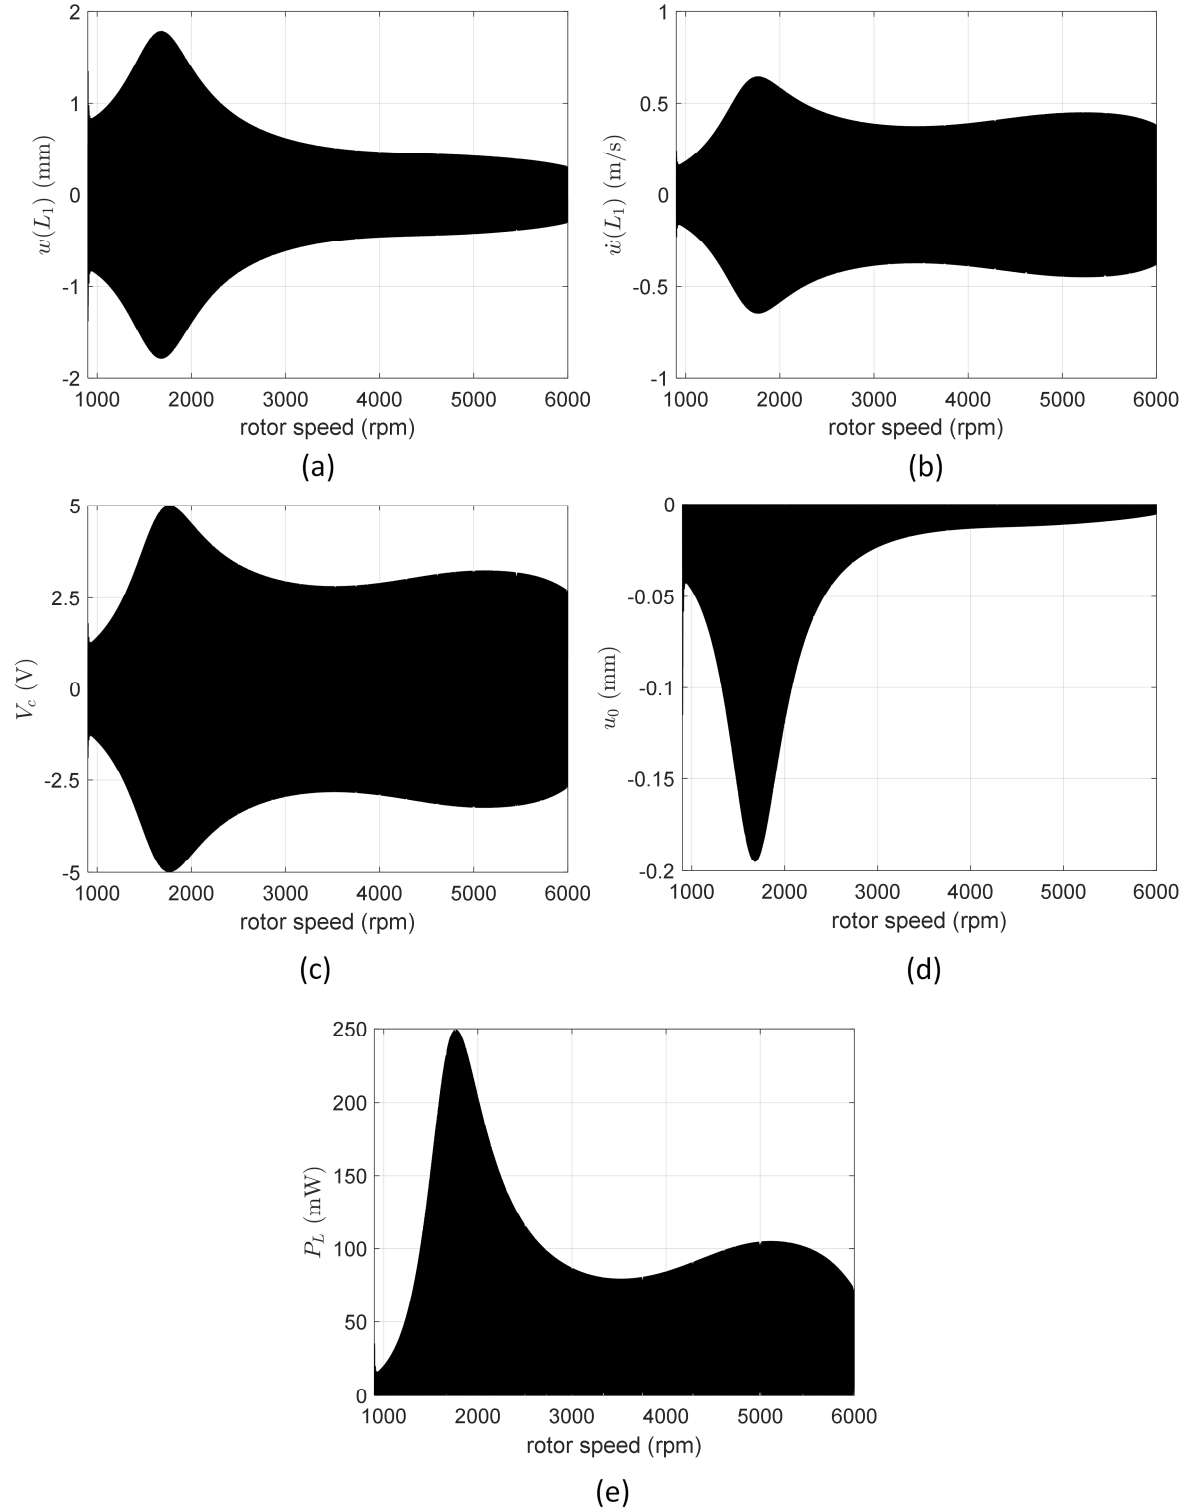 2
1
0
-1
-2
w(L₁) (mm)
1000 2000 3000 4000 5000 6000
rotor speed (rpm)
(a)
1
0.5
0
-0.5
-1
ẇ(L₁) (m/s)
1000 2000 3000 4000 5000 6000
rotor speed (rpm)
(b)
5
2.5
0
-2.5
-5
V_c (V)
1000 2000 3000 4000 5000 6000
rotor speed (rpm)
(c)
0
-0.05
-0.1
-0.15
-0.2
u₀ (mm)
1000 2000 3000 4000 5000 6000
rotor speed (rpm)
(d)
250
200
150
100
50
0
P_L (mW)
1000 2000 3000 4000 5000 6000
rotor speed (rpm)
(e)